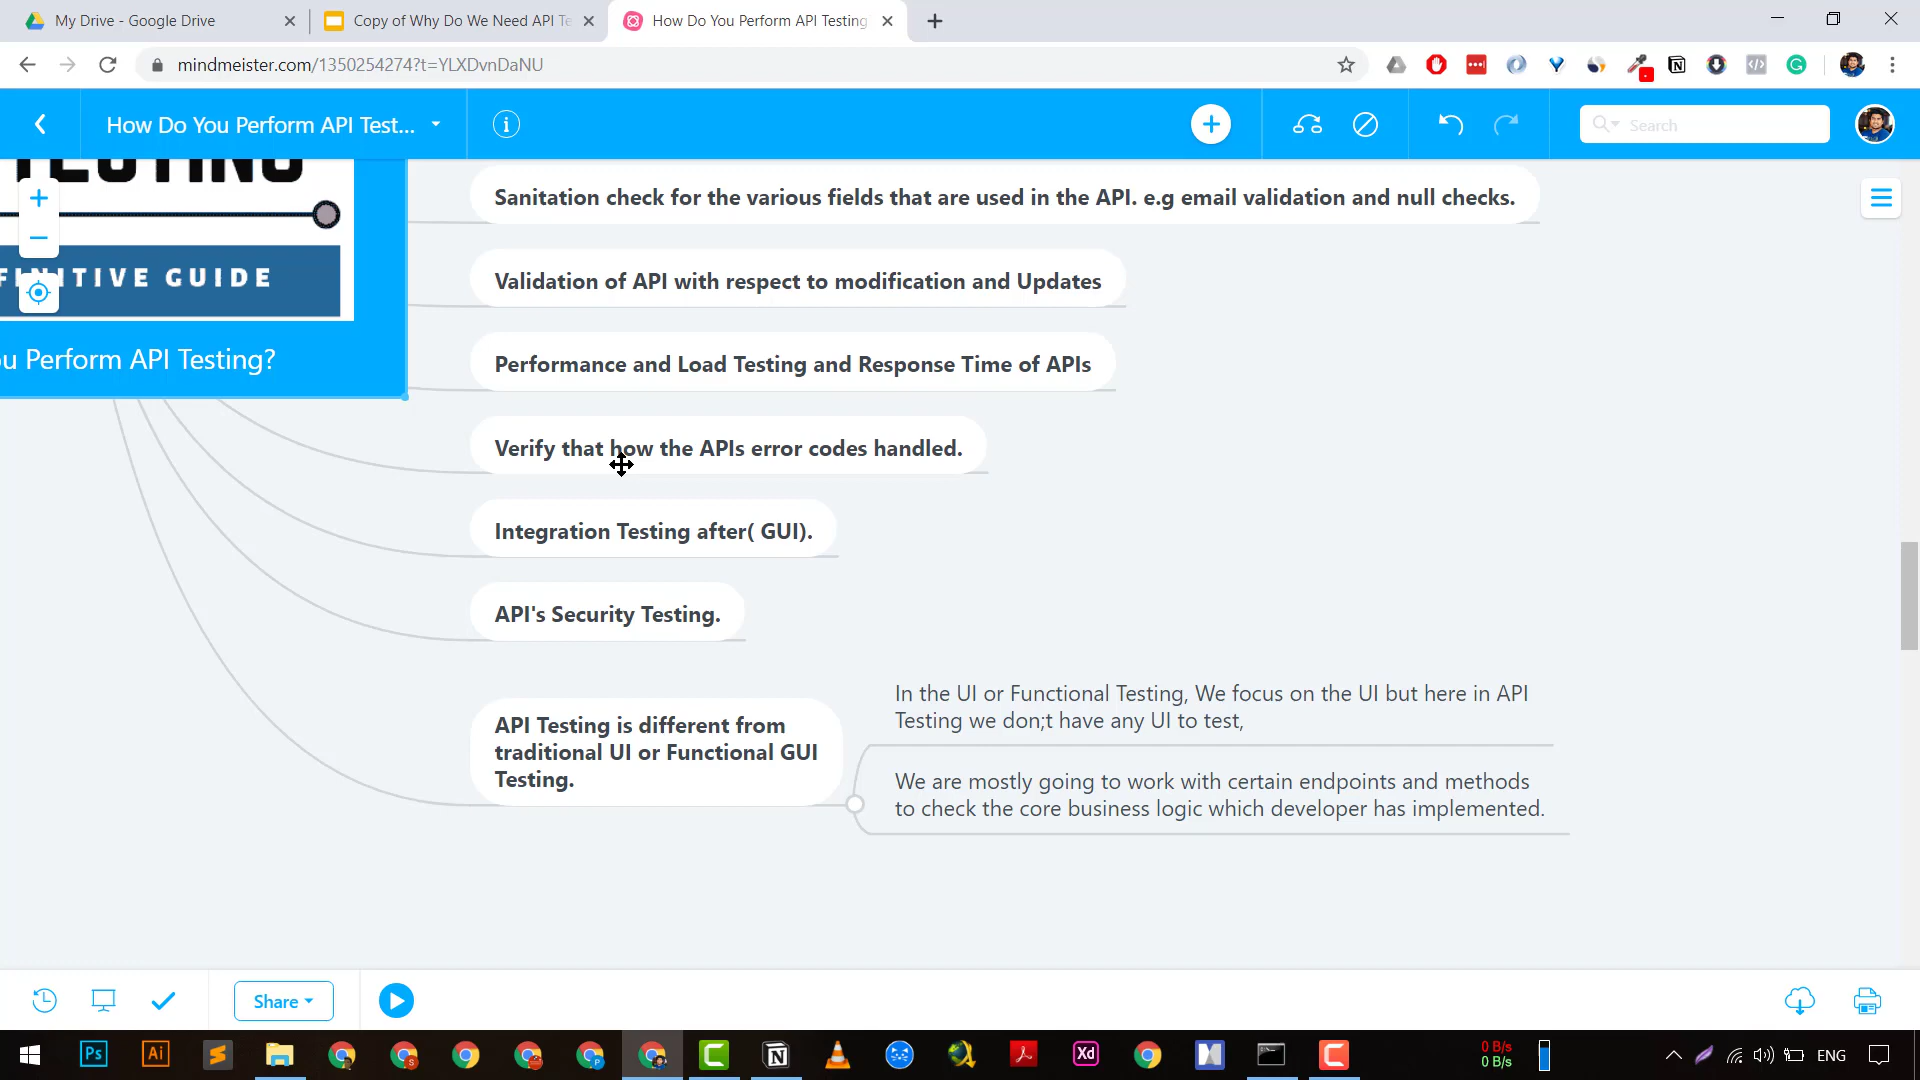 My Drive - Google Drive
Copy of Why Do We Need API Te
How Do You Perform API Testing
mindmeister.com/1350254274?t=YLXDvnDaNU
How Do You Perform API Test...
Search
TESTING
Sanitation check for the various fields that are used in the API. e.g email validation and null checks.
FINITIVE GUIDE
Validation of API with respect to modification and Updates
u Perform API Testing?
Performance and Load Testing and Response Time of APIs
Verify that how the APIs error codes handled.
Integration Testing after( GUI).
API's Security Testing.
API Testing is different from
traditional UI or Functional GUI
Testing.
In the UI or Functional Testing, We focus on the UI but here in API
Testing we don;t have any UI to test,
We are mostly going to work with certain endpoints and methods
to check the core business logic which developer has implemented.
Share
Ps
Ai
Xd
0 B/s
0 B/s
ENG